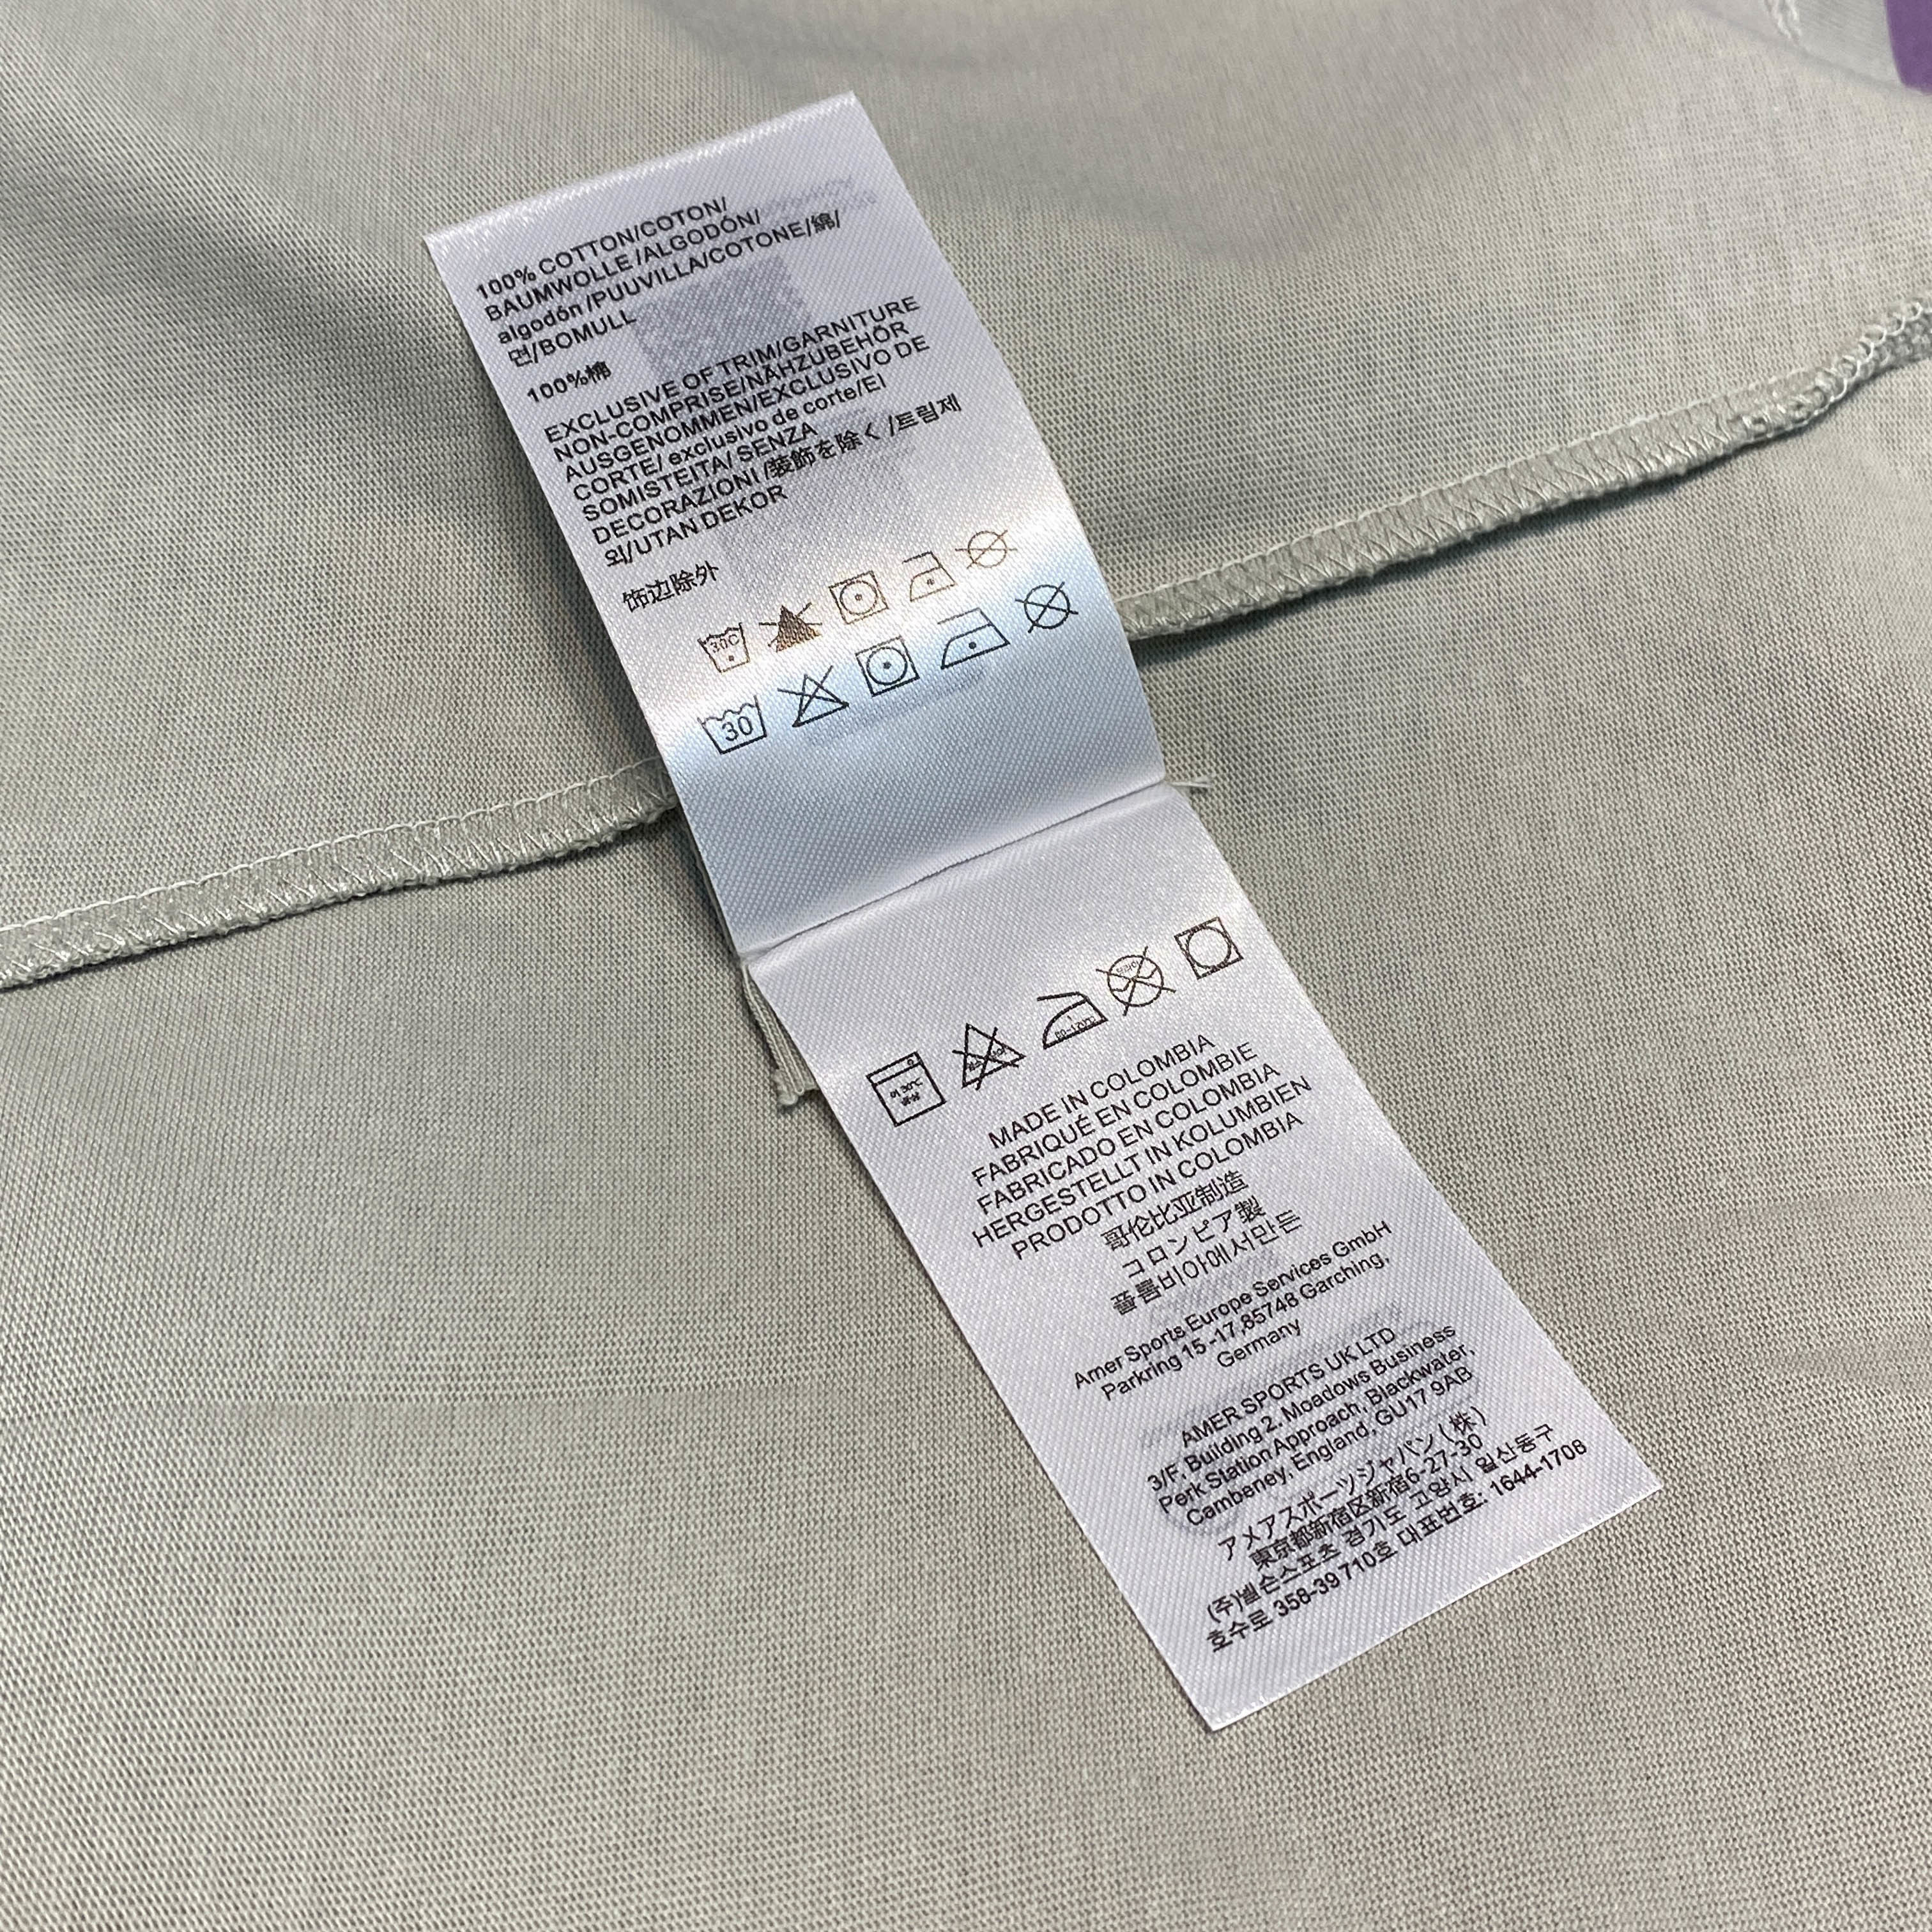 100% COTTON/COTON/
BAUMWOLLE /ALGODÓN/
algodón /PUUVILLA/COTONE/綿/
면/BOMULL
100%棉
EXCLUSIVE OF TRIM/GARNITURE
NON-COMPRISE/NÄHZUBEHÖR
AUSGENOMMEN/EXCLUSIVO DE
CORTE/ exclusivo de corte/EI
SOMISTEITA/ SENZA
DECORAZIONI /装飾を除く /트림제
외/UTAN DEKOR
饰边除外
30°C
30
MADE IN COLOMBIA
FABRIQUÉ EN COLOMBIE
FABRICADO EN COLOMBIA
HERGESTELLT IN KOLUMBIEN
PRODOTTO IN COLOMBIA
哥伦比亚制造
コロンピア製
콜롬비아에서만든
Amer Sports Europe Services GmbH
Parkring 15 -17,85748 Garching,
Germany
AMER SPORTS UK LTD
3/F, Building 2, Moadows Business
Perk Station Approach, Blackwater,
Cambeney, England, GU17 9AB
アメアスポーツジャパン (株)
東京都新宿区新宿6-27-30
(주)넬슨스포츠 경기도 고양시 일산동구
호수로 358-39 710호 대표번호: 1644-1708